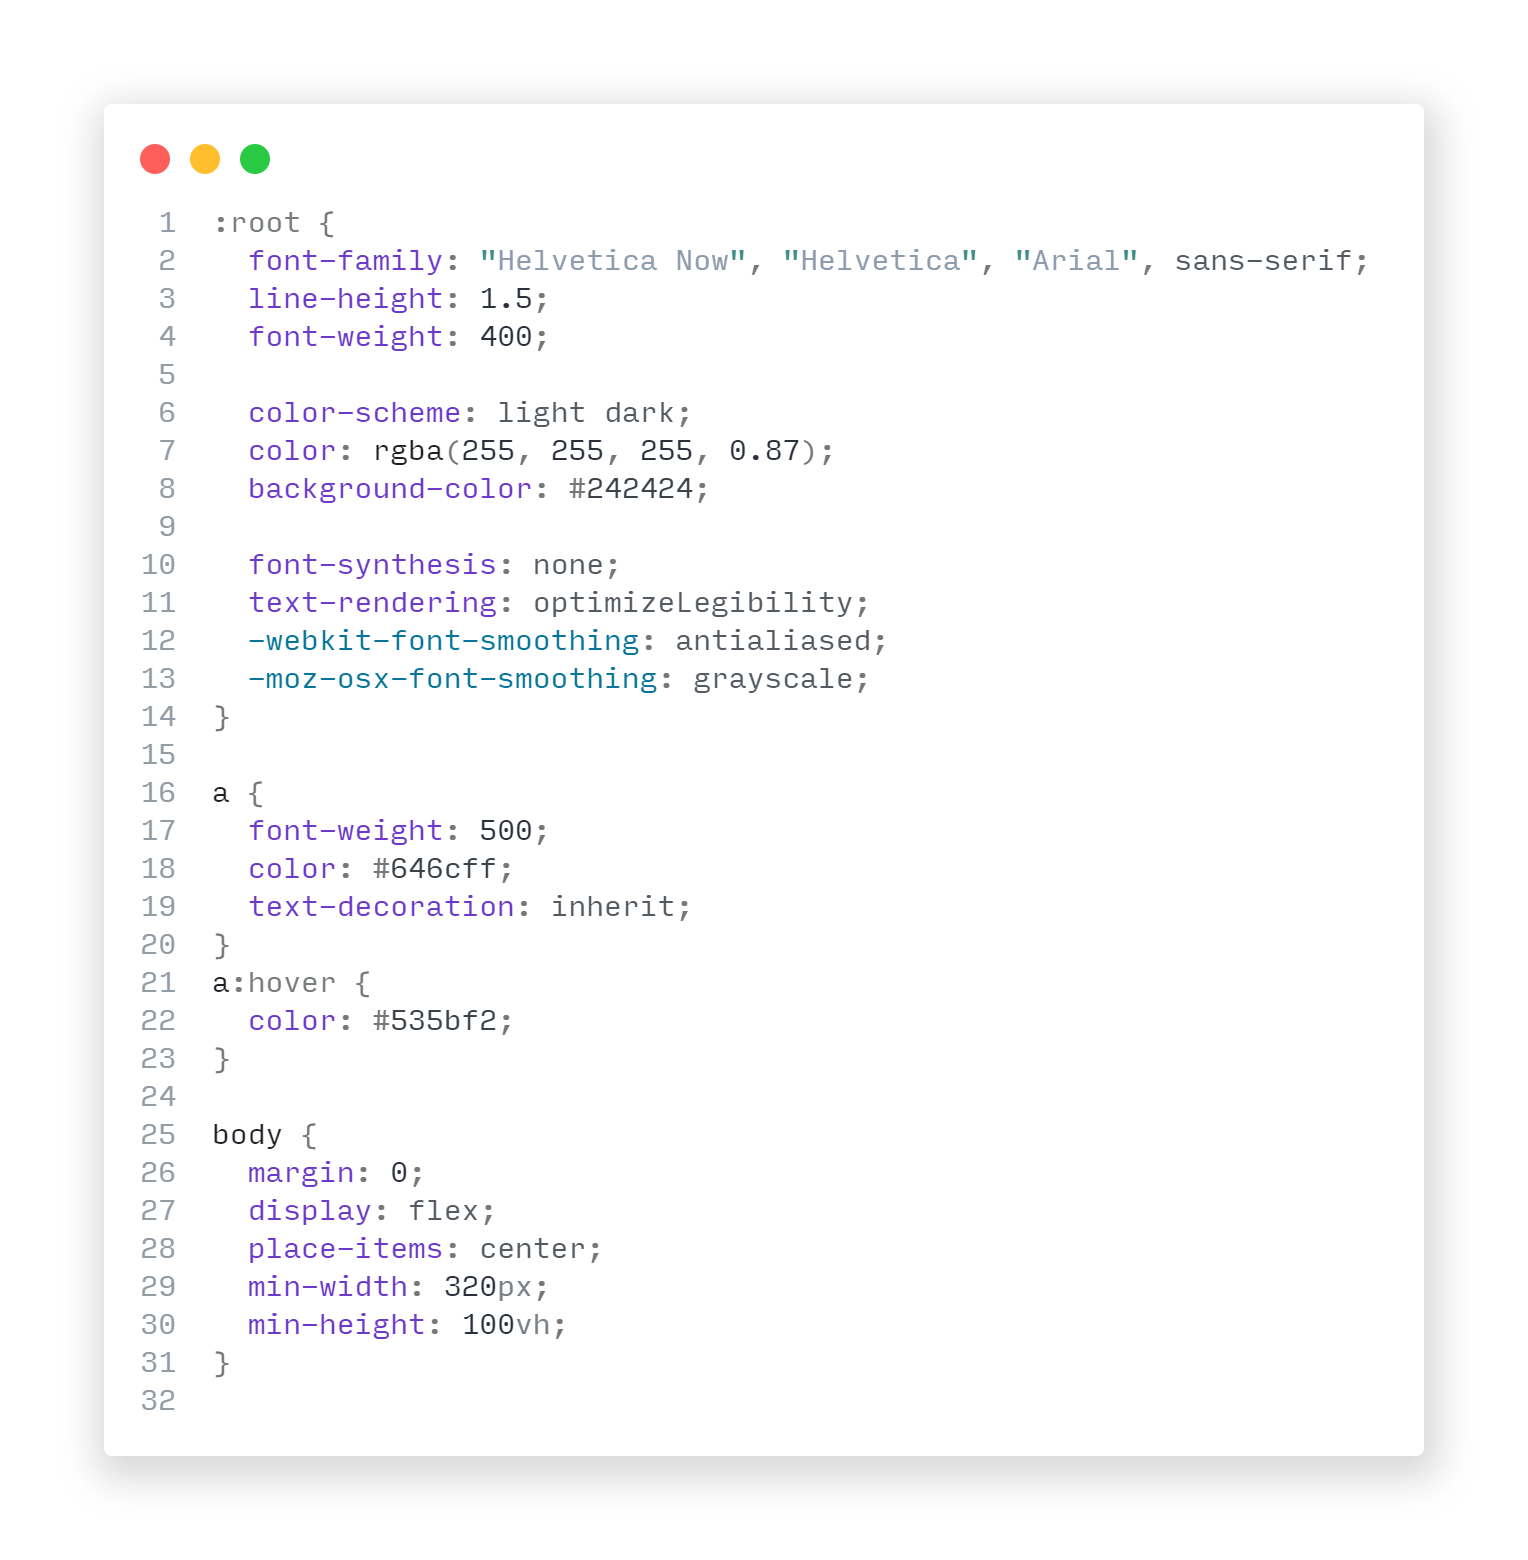 1 :root {
2   font-family: "Helvetica Now", "Helvetica", "Arial", sans-serif;
3   line-height: 1.5;
4   font-weight: 400;
5
6   color-scheme: light dark;
7   color: rgba(255, 255, 255, 0.87);
8   background-color: #242424;
9
10   font-synthesis: none;
11   text-rendering: optimizeLegibility;
12   -webkit-font-smoothing: antialiased;
13   -moz-osx-font-smoothing: grayscale;
14 }
15
16 a {
17   font-weight: 500;
18   color: #646cff;
19   text-decoration: inherit;
20 }
21 a:hover {
22   color: #535bf2;
23 }
24
25 body {
26   margin: 0;
27   display: flex;
28   place-items: center;
29   min-width: 320px;
30   min-height: 100vh;
31 }
32